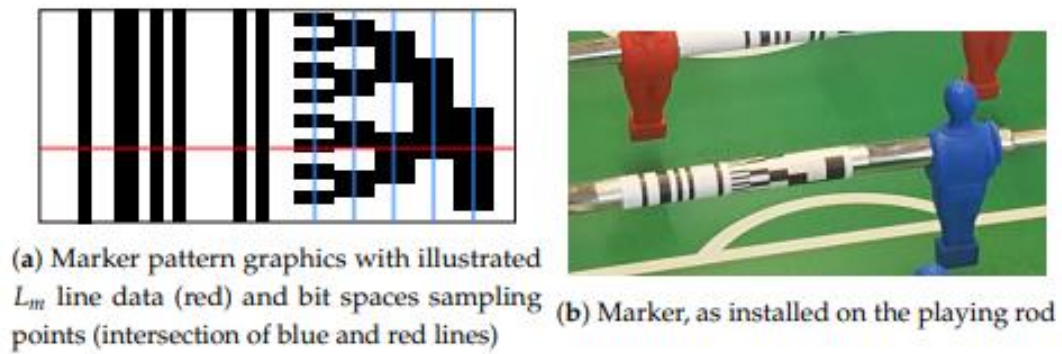 (a) Marker pattern graphics with illustrated
Lm line data (red) and bit spaces sampling
points (intersection of blue and red lines)
(b) Marker, as installed on the playing rod